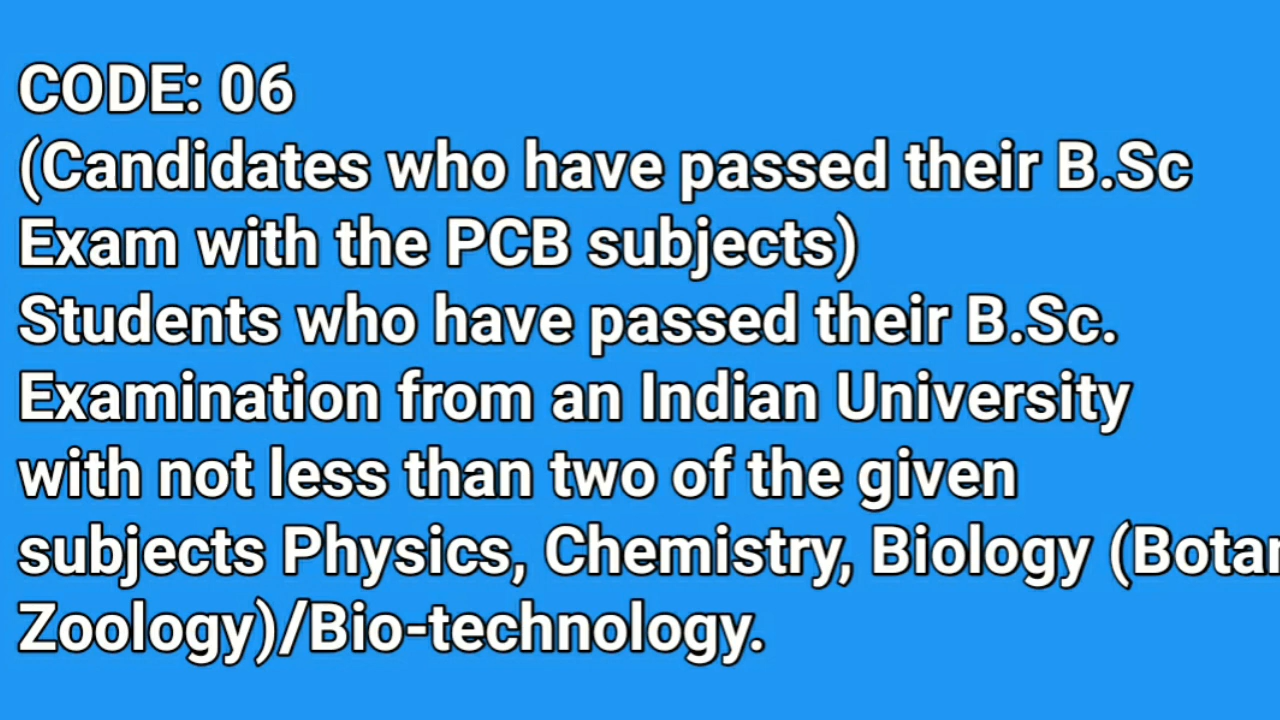 CODE: 06
(Candidates who have passed their B.Sc
Exam with the PCB subjects)
Students who have passed their B.Sc.
Examination from an Indian University
with not less than two of the given
subjects Physics, Chemistry, Biology
Zoology)/Bio-technology.